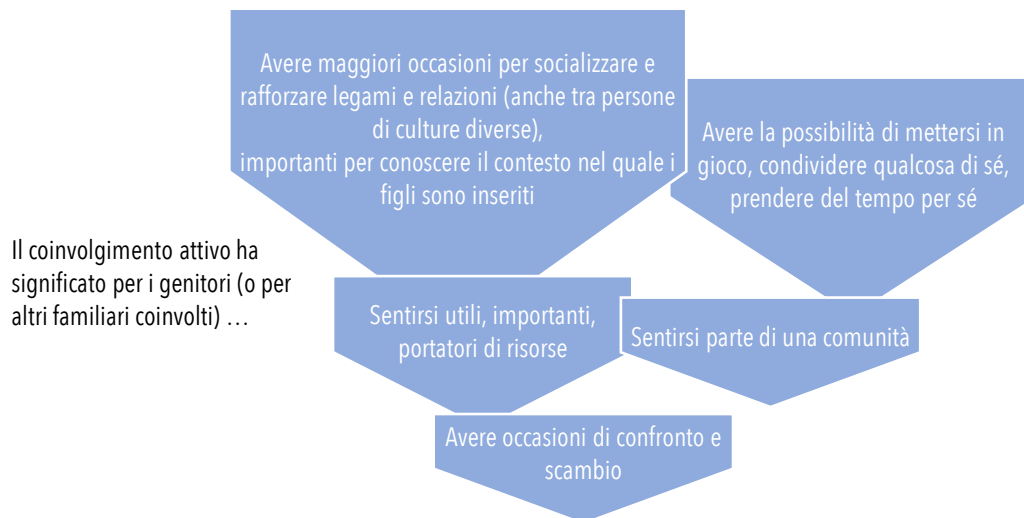 Il coinvolgimento attivo ha
significato per i genitori (o per
altri familiari coinvolti) …
Avere maggiori occasioni per socializzare e
rafforzare legami e relazioni (anche tra persone
di culture diverse),
importanti per conoscere il contesto nel quale i
figli sono inseriti
Avere la possibilità di mettersi in
gioco, condividere qualcosa di sé,
prendere del tempo per sé
Sentirsi utili, importanti,
portatori di risorse
Sentirsi parte di una comunità
Avere occasioni di confronto e
scambio